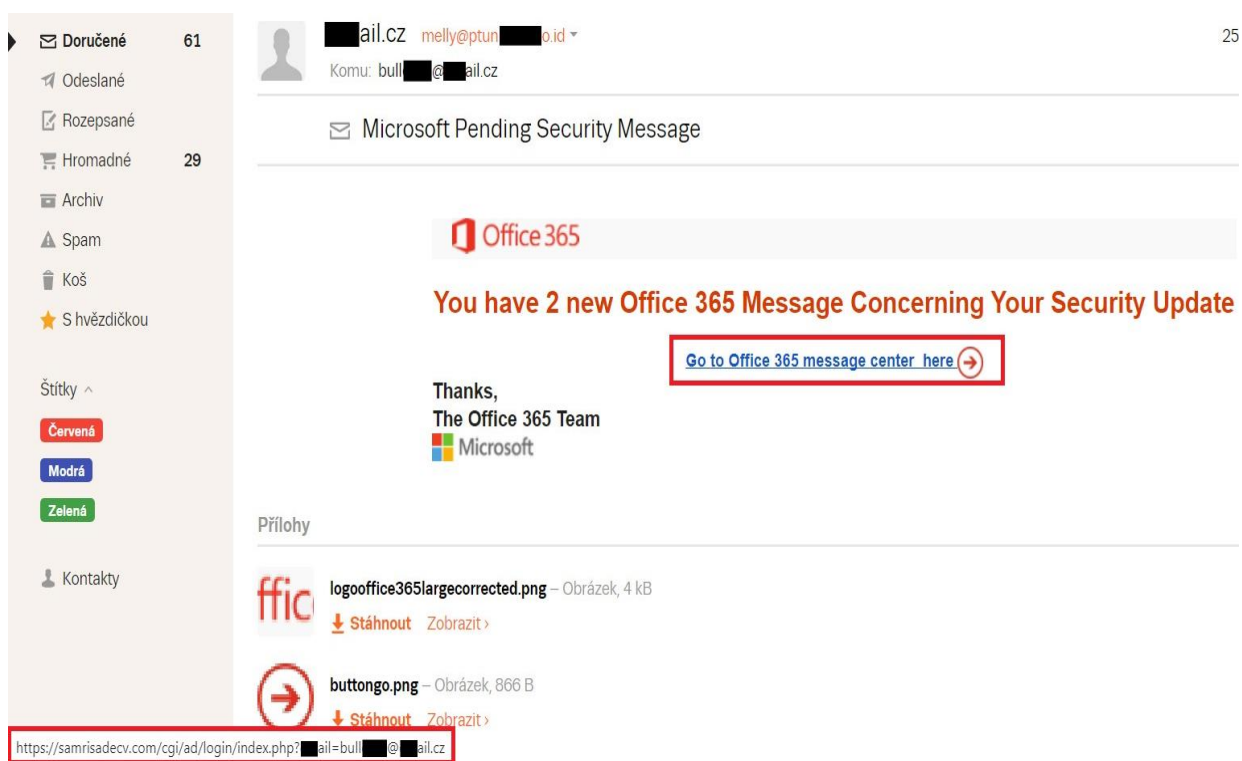 Doručené 61
Odeslané
Rozepsané
Hromadné 29
Archiv
Spam
Koš
S hvězdičkou
Štítky
Červená
Modrá
Zelená
Kontakty
ail.cz melly@ptun o.id 25
Komu: bull @ ail.cz
Microsoft Pending Security Message
Office 365
You have 2 new Office 365 Message Concerning Your Security Update
Go to Office 365 message center here
Thanks,
The Office 365 Team
Microsoft
Přílohy
ffic
logooffice365largecorrected.png – Obrázek, 4 kB
Stáhnout Zobrazit ›
buttongo.png – Obrázek, 866 B
Stáhnout Zobrazit ›
https://samrisadecv.com/cgi/ad/login/index.php? ail=bull @ ail.cz